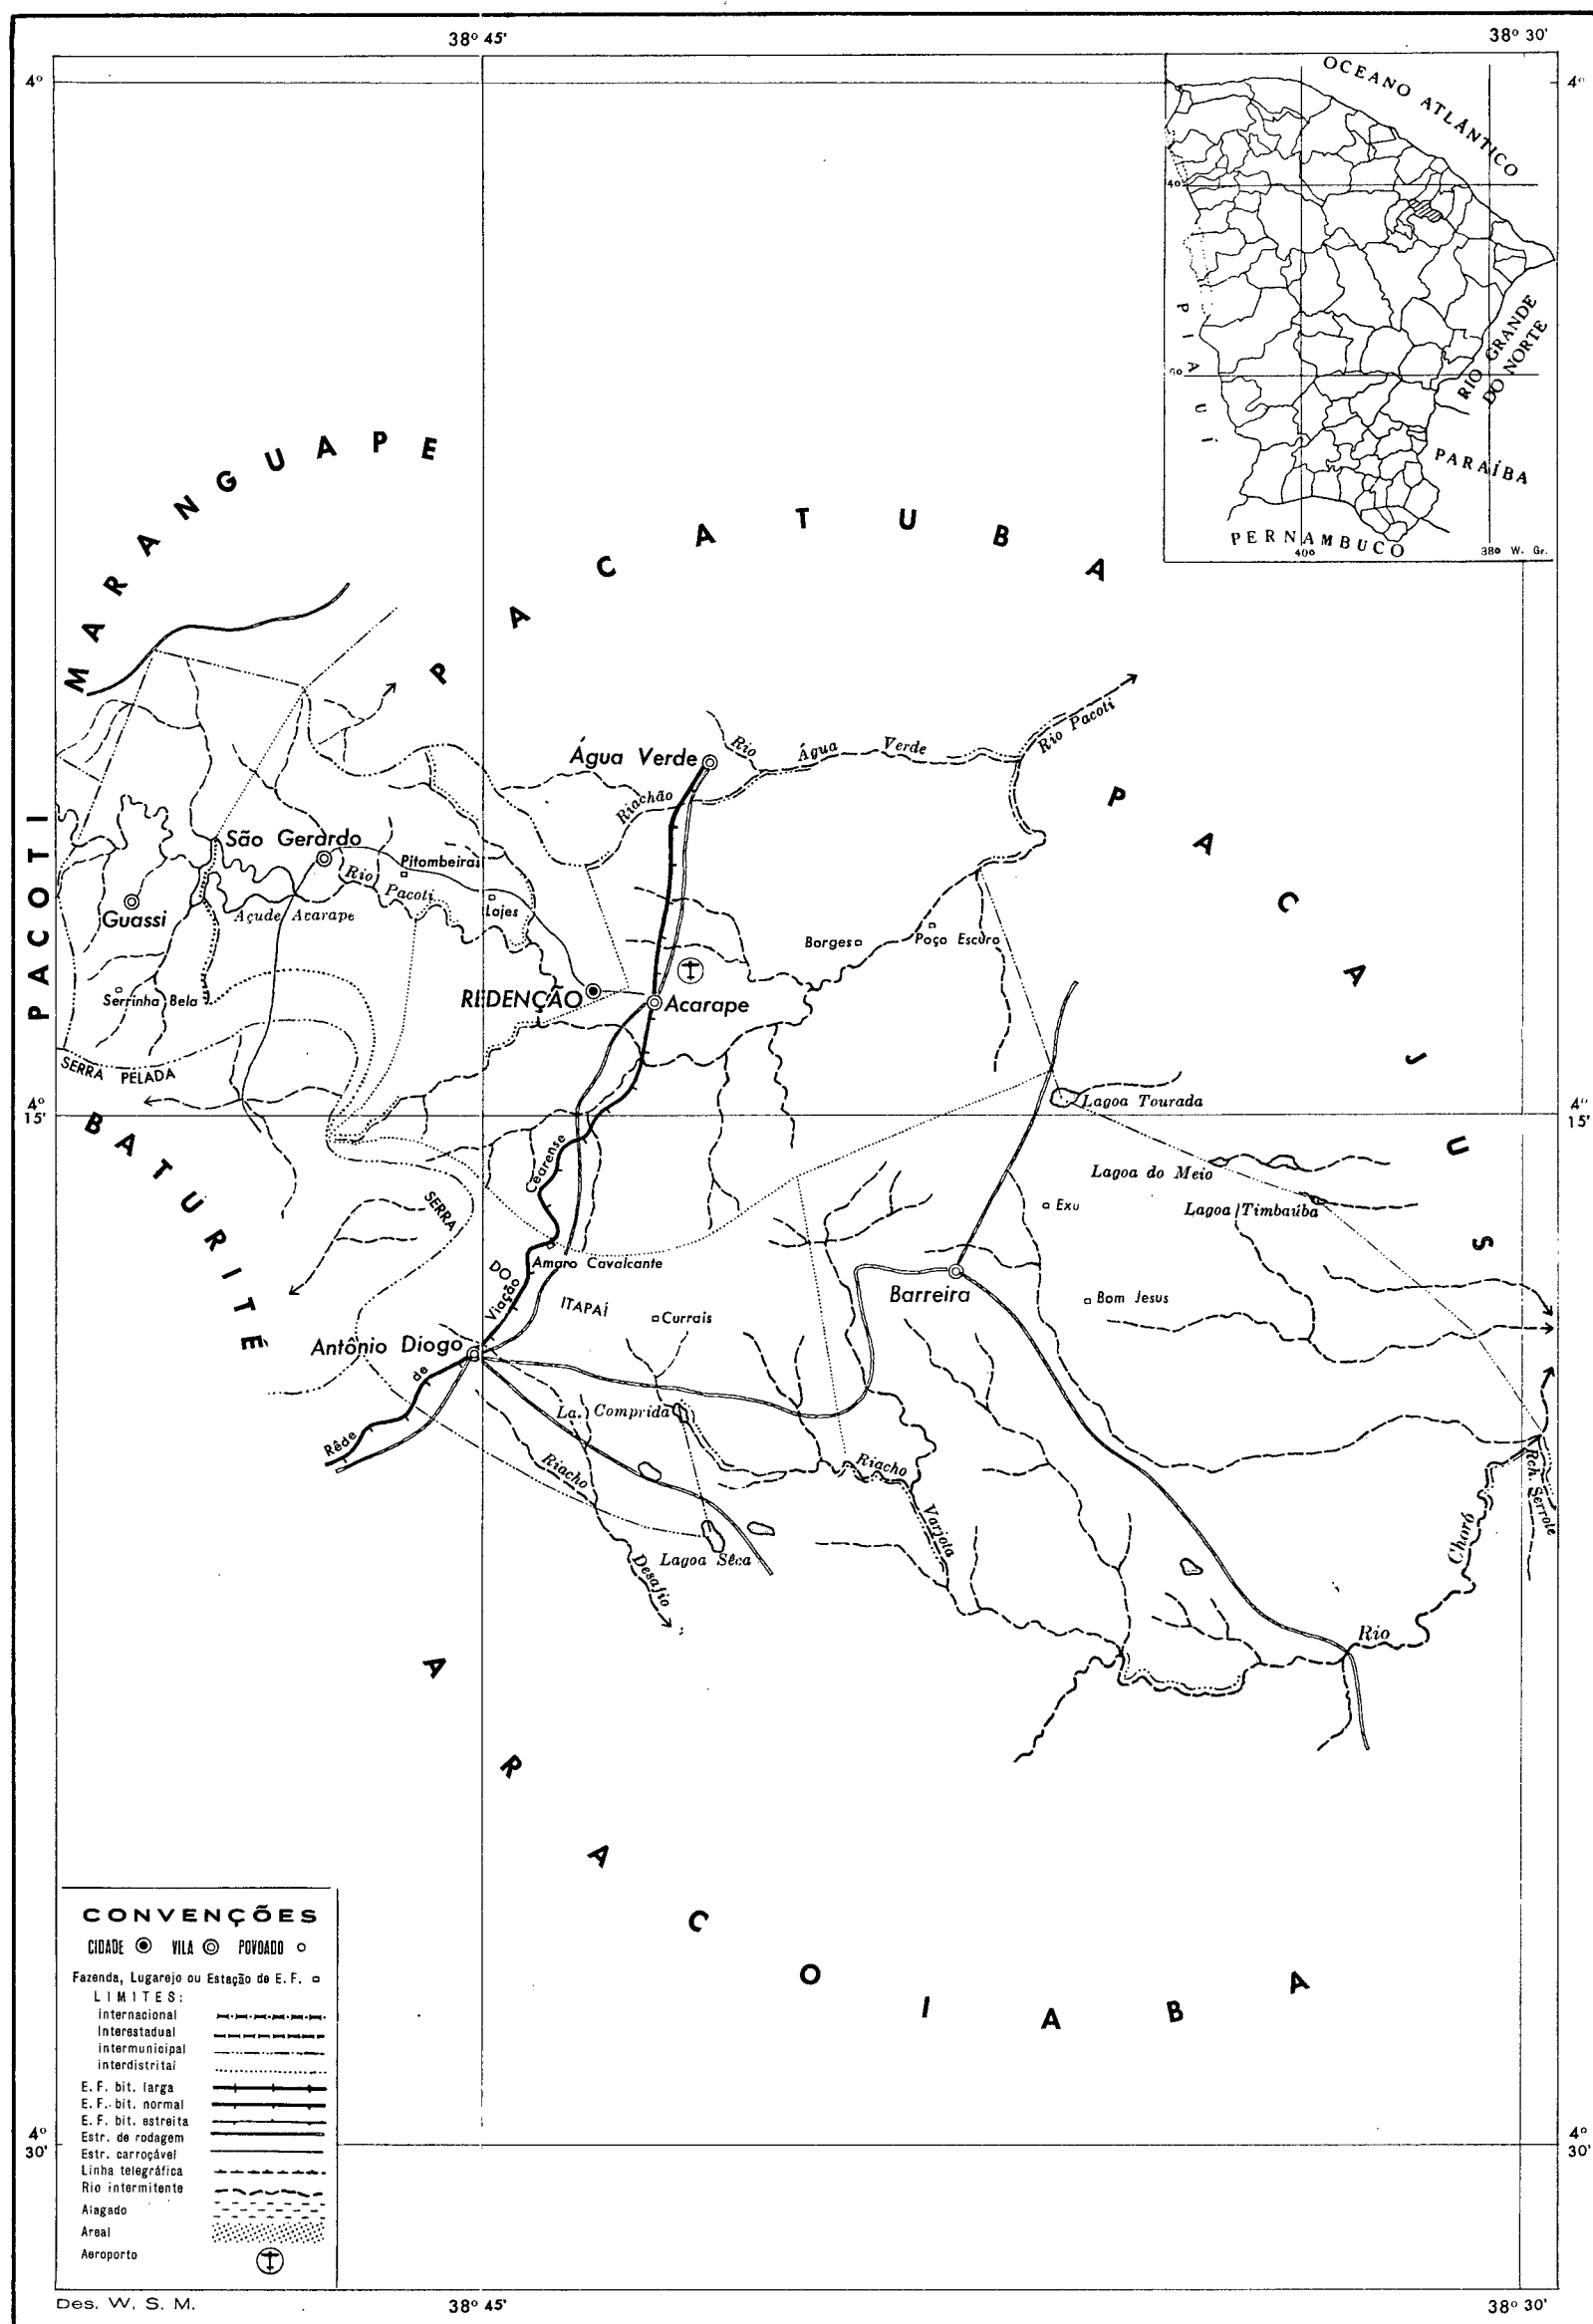 38° 45'
38° 30'
4°
4°
OCEANO ATLÂNTICO
4°
PIAUÍ
RIO GRANDE
DO NORTE
PARAÍBA
PERNAMBUCO
40°
38° W. Gr.
MARANGUAPE
PACATUBA
PACAJUS
PACOTI
BATURITÉ
ARACOIABA
Água Verde
Rio Água Verde
Rio Pacoti
Riachão
São Gerardo
Pitombeiras
Rio Pacoti
Lajes
Guassi
Açude Acarape
Borges
Poço Escuro
Serrinha Bela
REDENÇÃO
Acarape
SERRA PELADA
4°
15'
4°
15'
Lagoa Tourada
Lagoa do Meio
Exu
Lagoa Timbaúba
Cearense
SERRA
DO
ITAPAÍ
Amaro Cavalcante
Viação
Barreira
Bom Jesus
Currais
Antônio Diogo
de
Rêde
La. Comprida
Riacho
Desafio
Riacho
Varjota
Lagoa Sêca
Rch. Serrote
Choró
Rio
CONVENÇÕES
CIDADE VILA POVOADO
Fazenda, Lugarejo ou Estação de E. F.
LIMITES:
internacional
Interestadual
intermunicipal
interdistrital
E. F. bit. larga
E. F. bit. normal
E. F. bit. estreita
Estr. de rodagem
Estr. carroçável
Linha telegráfica
Rio intermitente
Alagado
Areal
Aeroporto
4°
30'
4°
30'
Des. W. S. M.
38° 45'
38° 30'